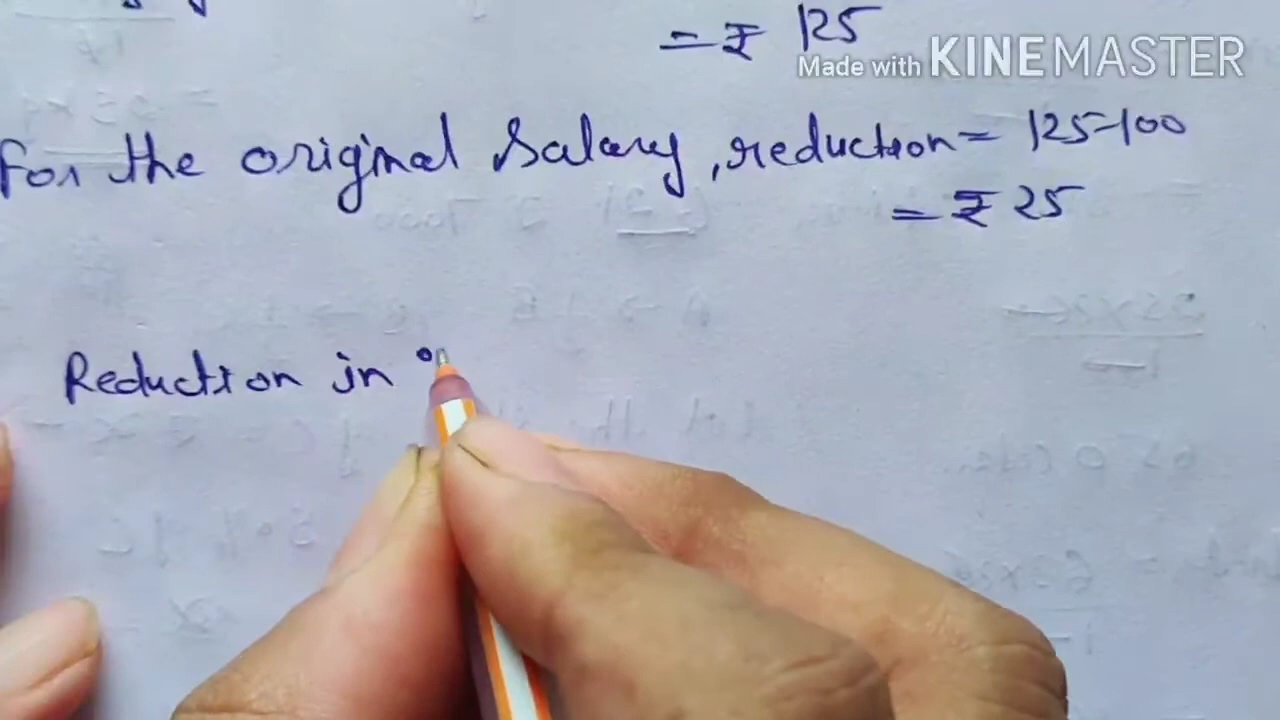 = ₹ 125
Made with KINEMASTER
For the original Salary, reduction = 125-100
= ₹ 25
Reduction in